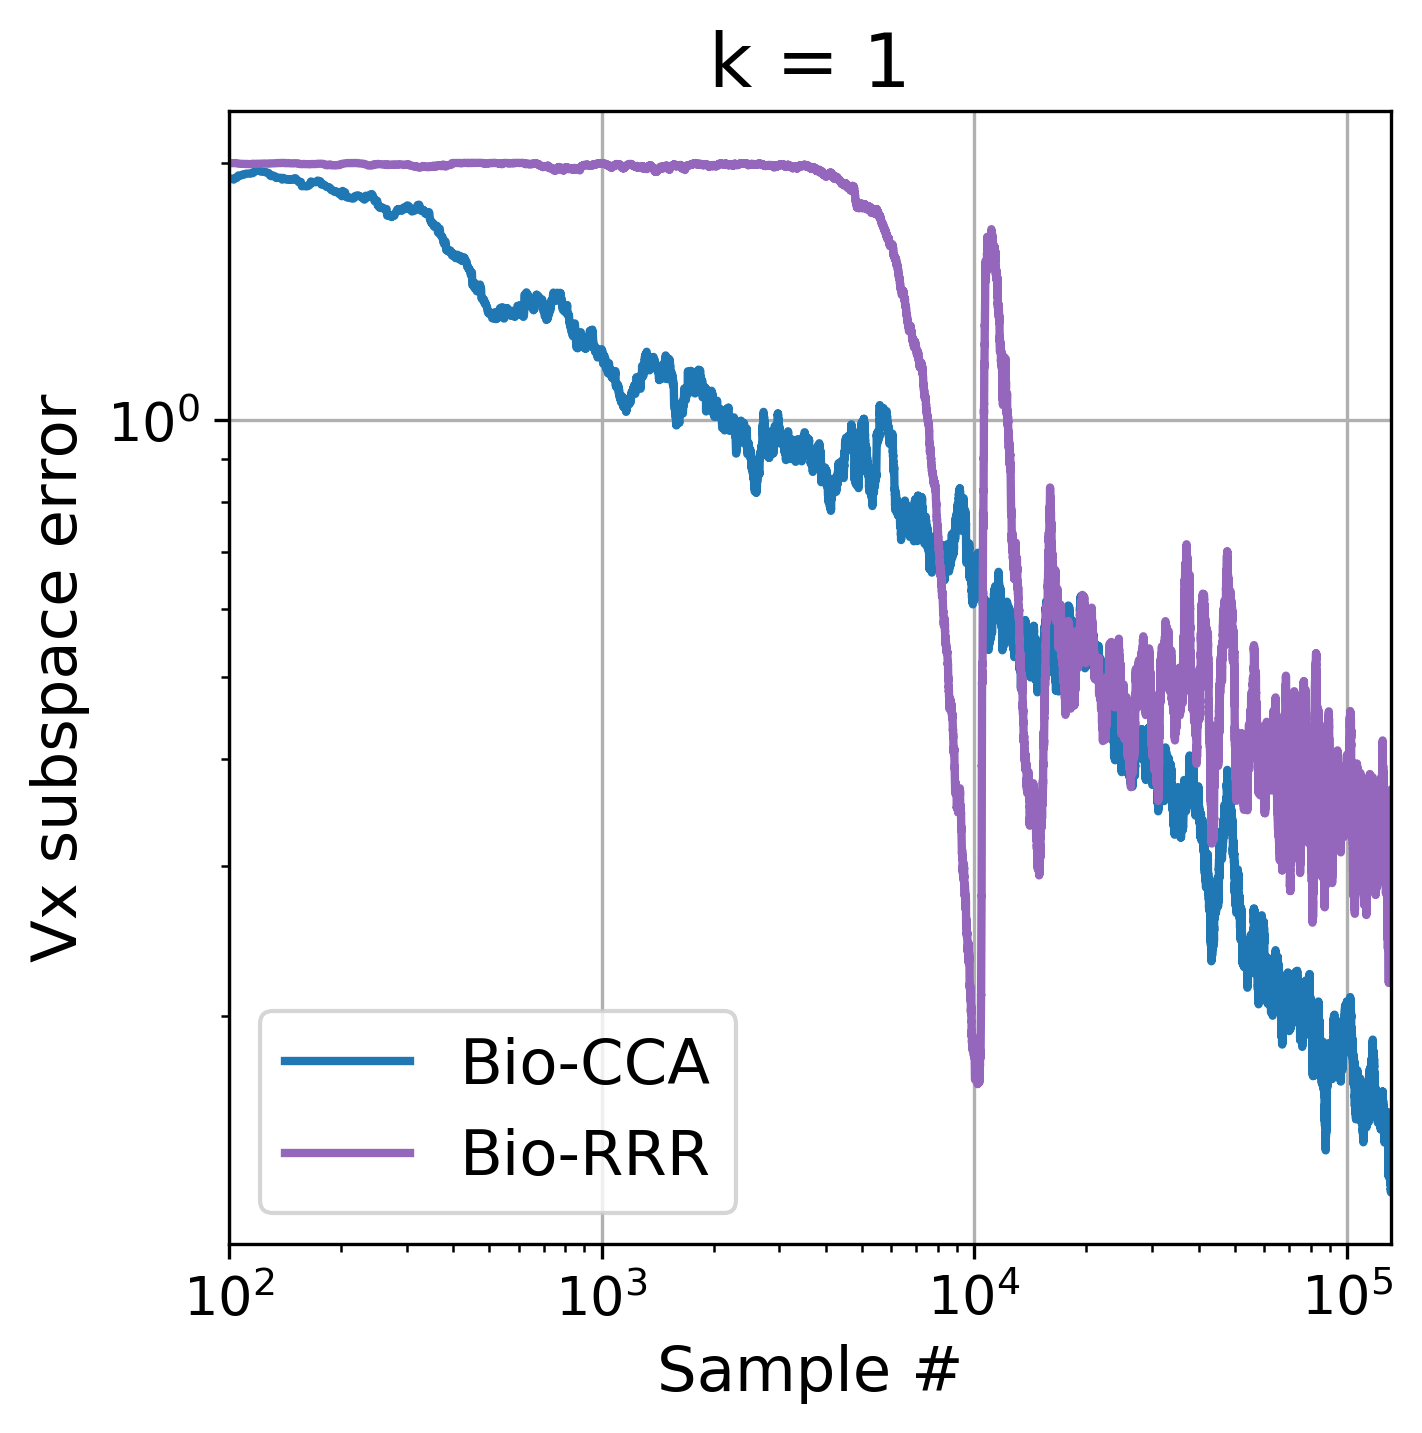 k = 1
Vx subspace error
10⁰
Bio-CCA
Bio-RRR
10² 10³ 10⁴ 10⁵
Sample #